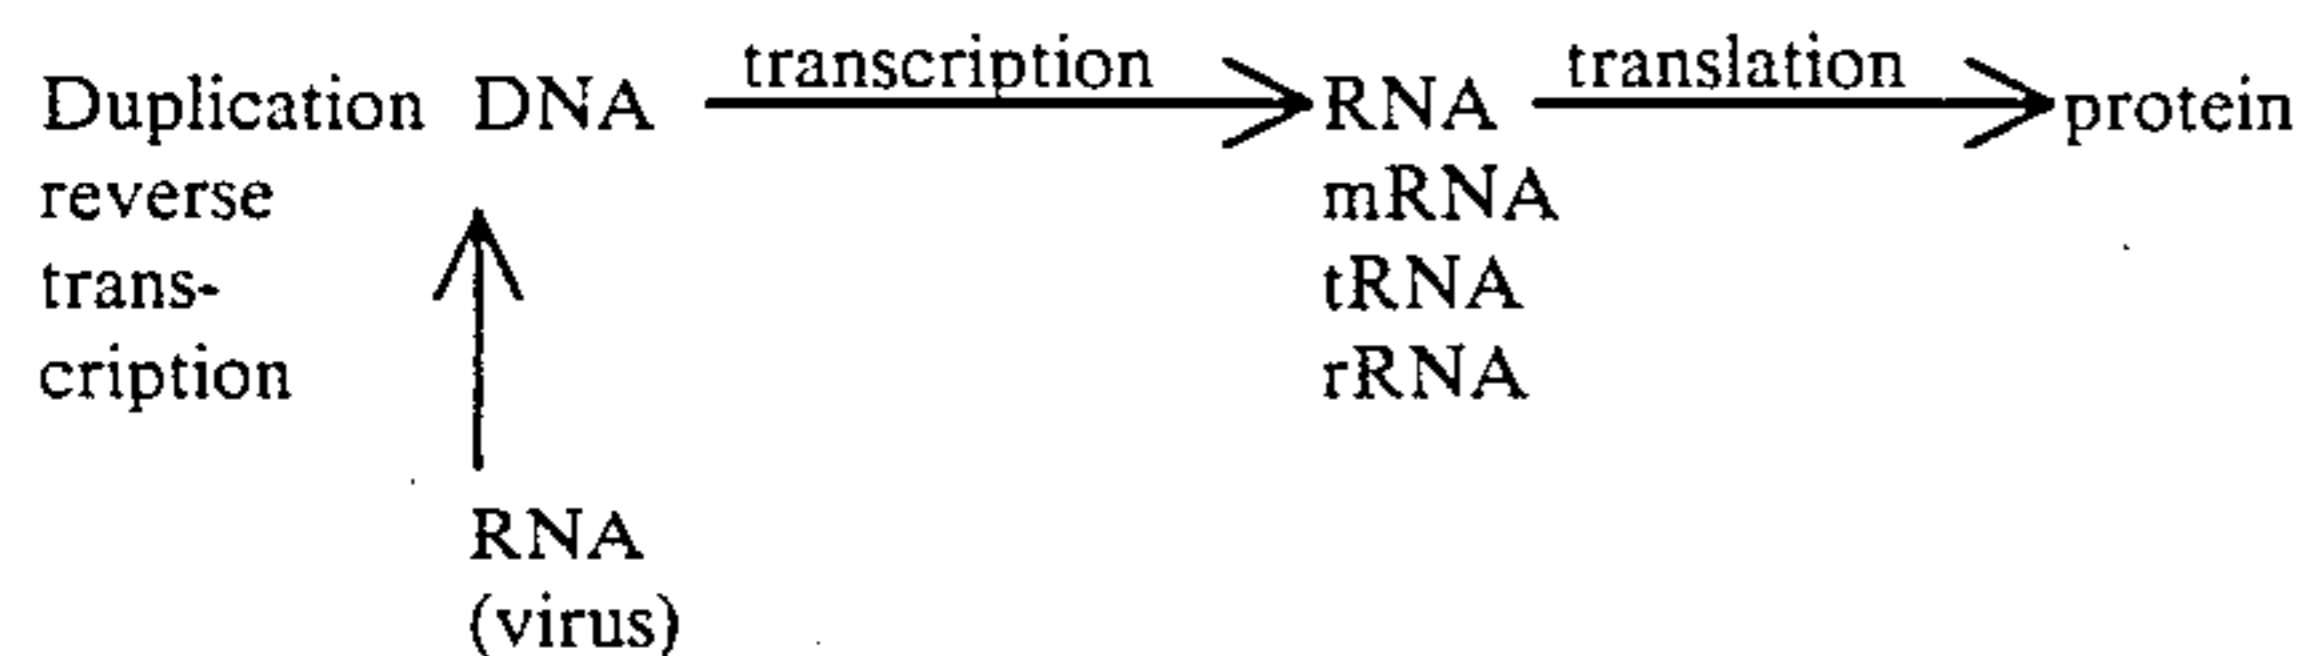 Duplication DNA transcription RNA translation protein
reverse mRNA
trans- tRNA
cription rRNA
RNA
(virus)